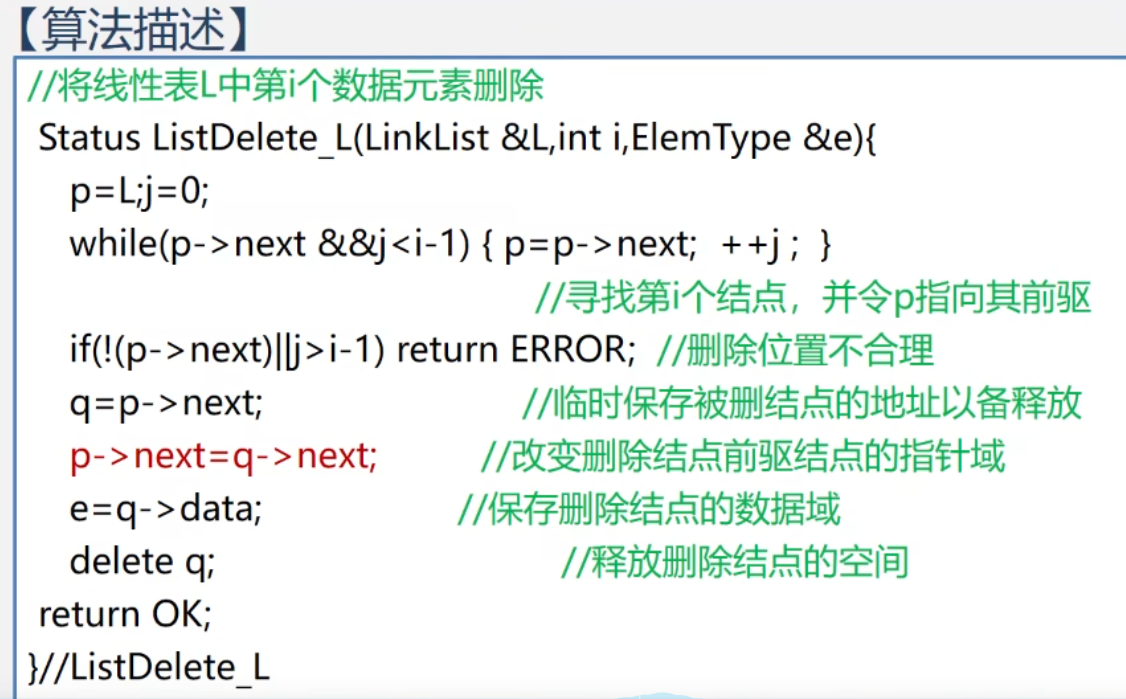 【算法描述】
//将线性表L中第i个数据元素删除
Status ListDelete_L(LinkList &L,int i,ElemType &e){
p=L;j=0;
while(p->next &&j<i-1) { p=p->next; ++j ; }
//寻找第i个结点，并令p指向其前驱
if(!(p->next)||j>i-1) return ERROR; //删除位置不合理
q=p->next; //临时保存被删结点的地址以备释放
p->next=q->next; //改变删除结点前驱结点的指针域
e=q->data; //保存删除结点的数据域
delete q; //释放删除结点的空间
return OK;
}//ListDelete_L